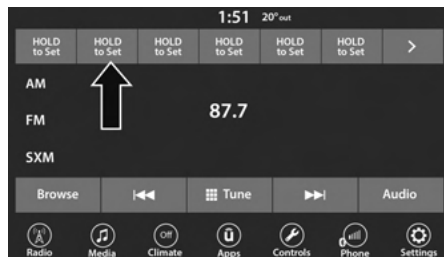 1:51 20° out
HOLD to Set HOLD to Set HOLD to Set HOLD to Set HOLD to Set HOLD to Set
AM
87.7
FM
SXM
Browse Tune Audio
Off ū
Radio Media Climate Apps Controls Phone Settings